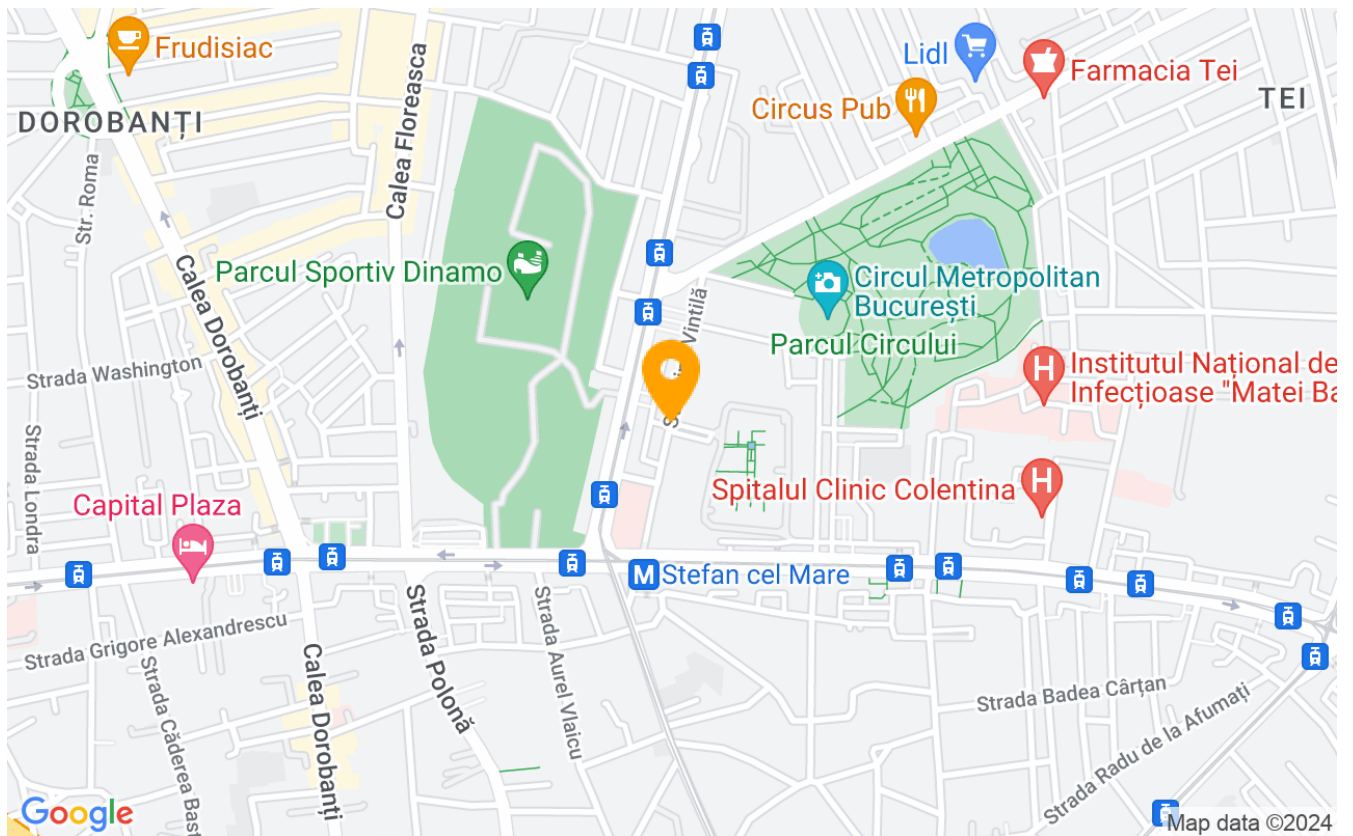 Frudisiac
Lidl
Farmacia Tei
Circus Pub
TEI
DOROBANȚI
Calea Floreasca
Str. Roma
Parcul Sportiv Dinamo
Circul Metropolitan
București
Vintilă
Calea Dorobanți
Parcul Circului
Institutul Național de
Infecțioase "Matei Ba
Strada Washington
Strada Londra
H
Spitalul Clinic Colentina
H
Capital Plaza
M
Stefan cel Mare
Strada Grigore Alexandrescu
Strada Polonă
Strada Aurel Vlaicu
Calea Dorobanți
Strada Căderea Bast
Strada Badea Cârțan
Strada Radu de la Afumați
Google
Map data ©2024